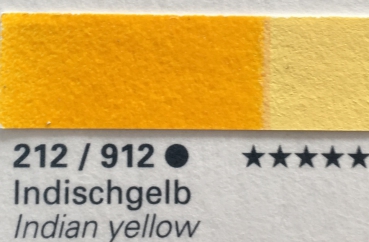 212 / 912 ● ★★★★★
Indischgelb
Indian yellow